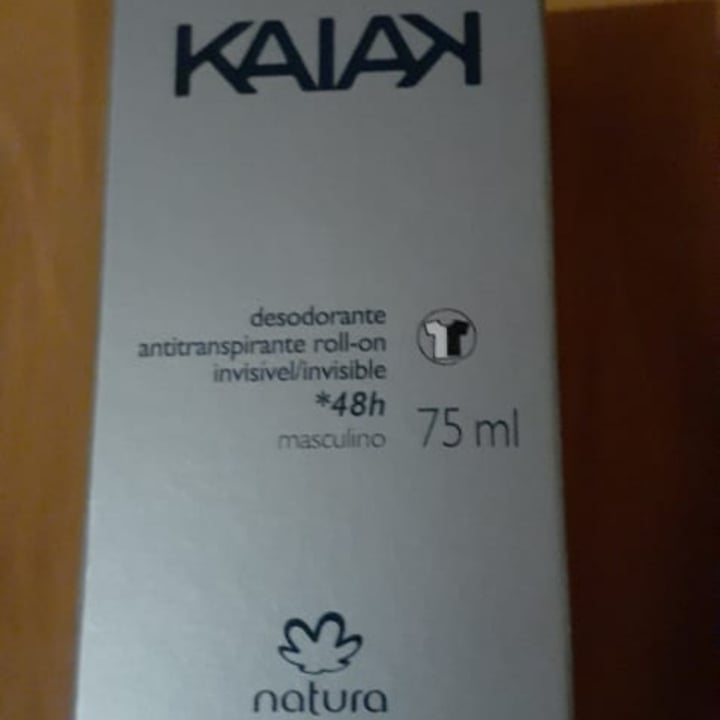 KAIAK
desodorante
antitranspirante roll-on
invisível/invisible
*48h
masculino
75 ml
natura